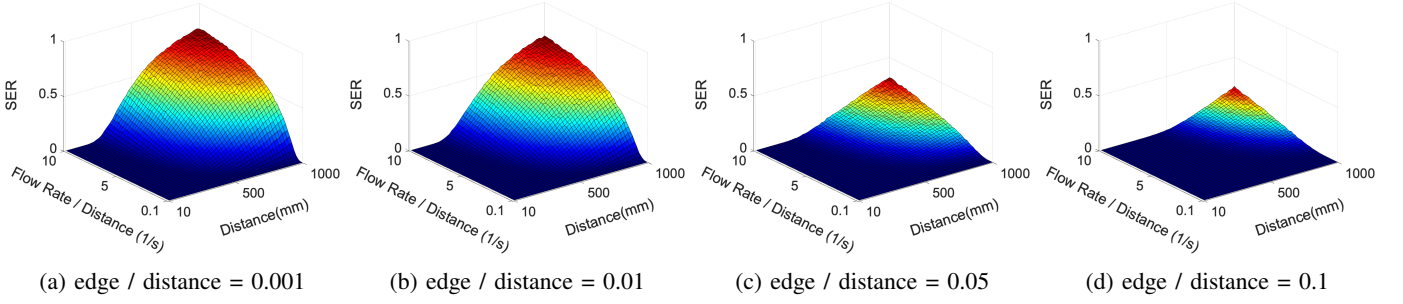 1
0.5
0
SER
10
5
0.1
Flow Rate / Distance (1/s)
10
500
1000
Distance(mm)
(a) edge / distance = 0.001
1
0.5
0
SER
10
5
0.1
Flow Rate / Distance (1/s)
10
500
1000
Distance(mm)
(b) edge / distance = 0.01
1
0.5
0
SER
10
5
0.1
Flow Rate / Distance (1/s)
10
500
1000
Distance(mm)
(c) edge / distance = 0.05
1
0.5
0
SER
10
5
0.1
Flow Rate / Distance (1/s)
10
500
1000
Distance(mm)
(d) edge / distance = 0.1